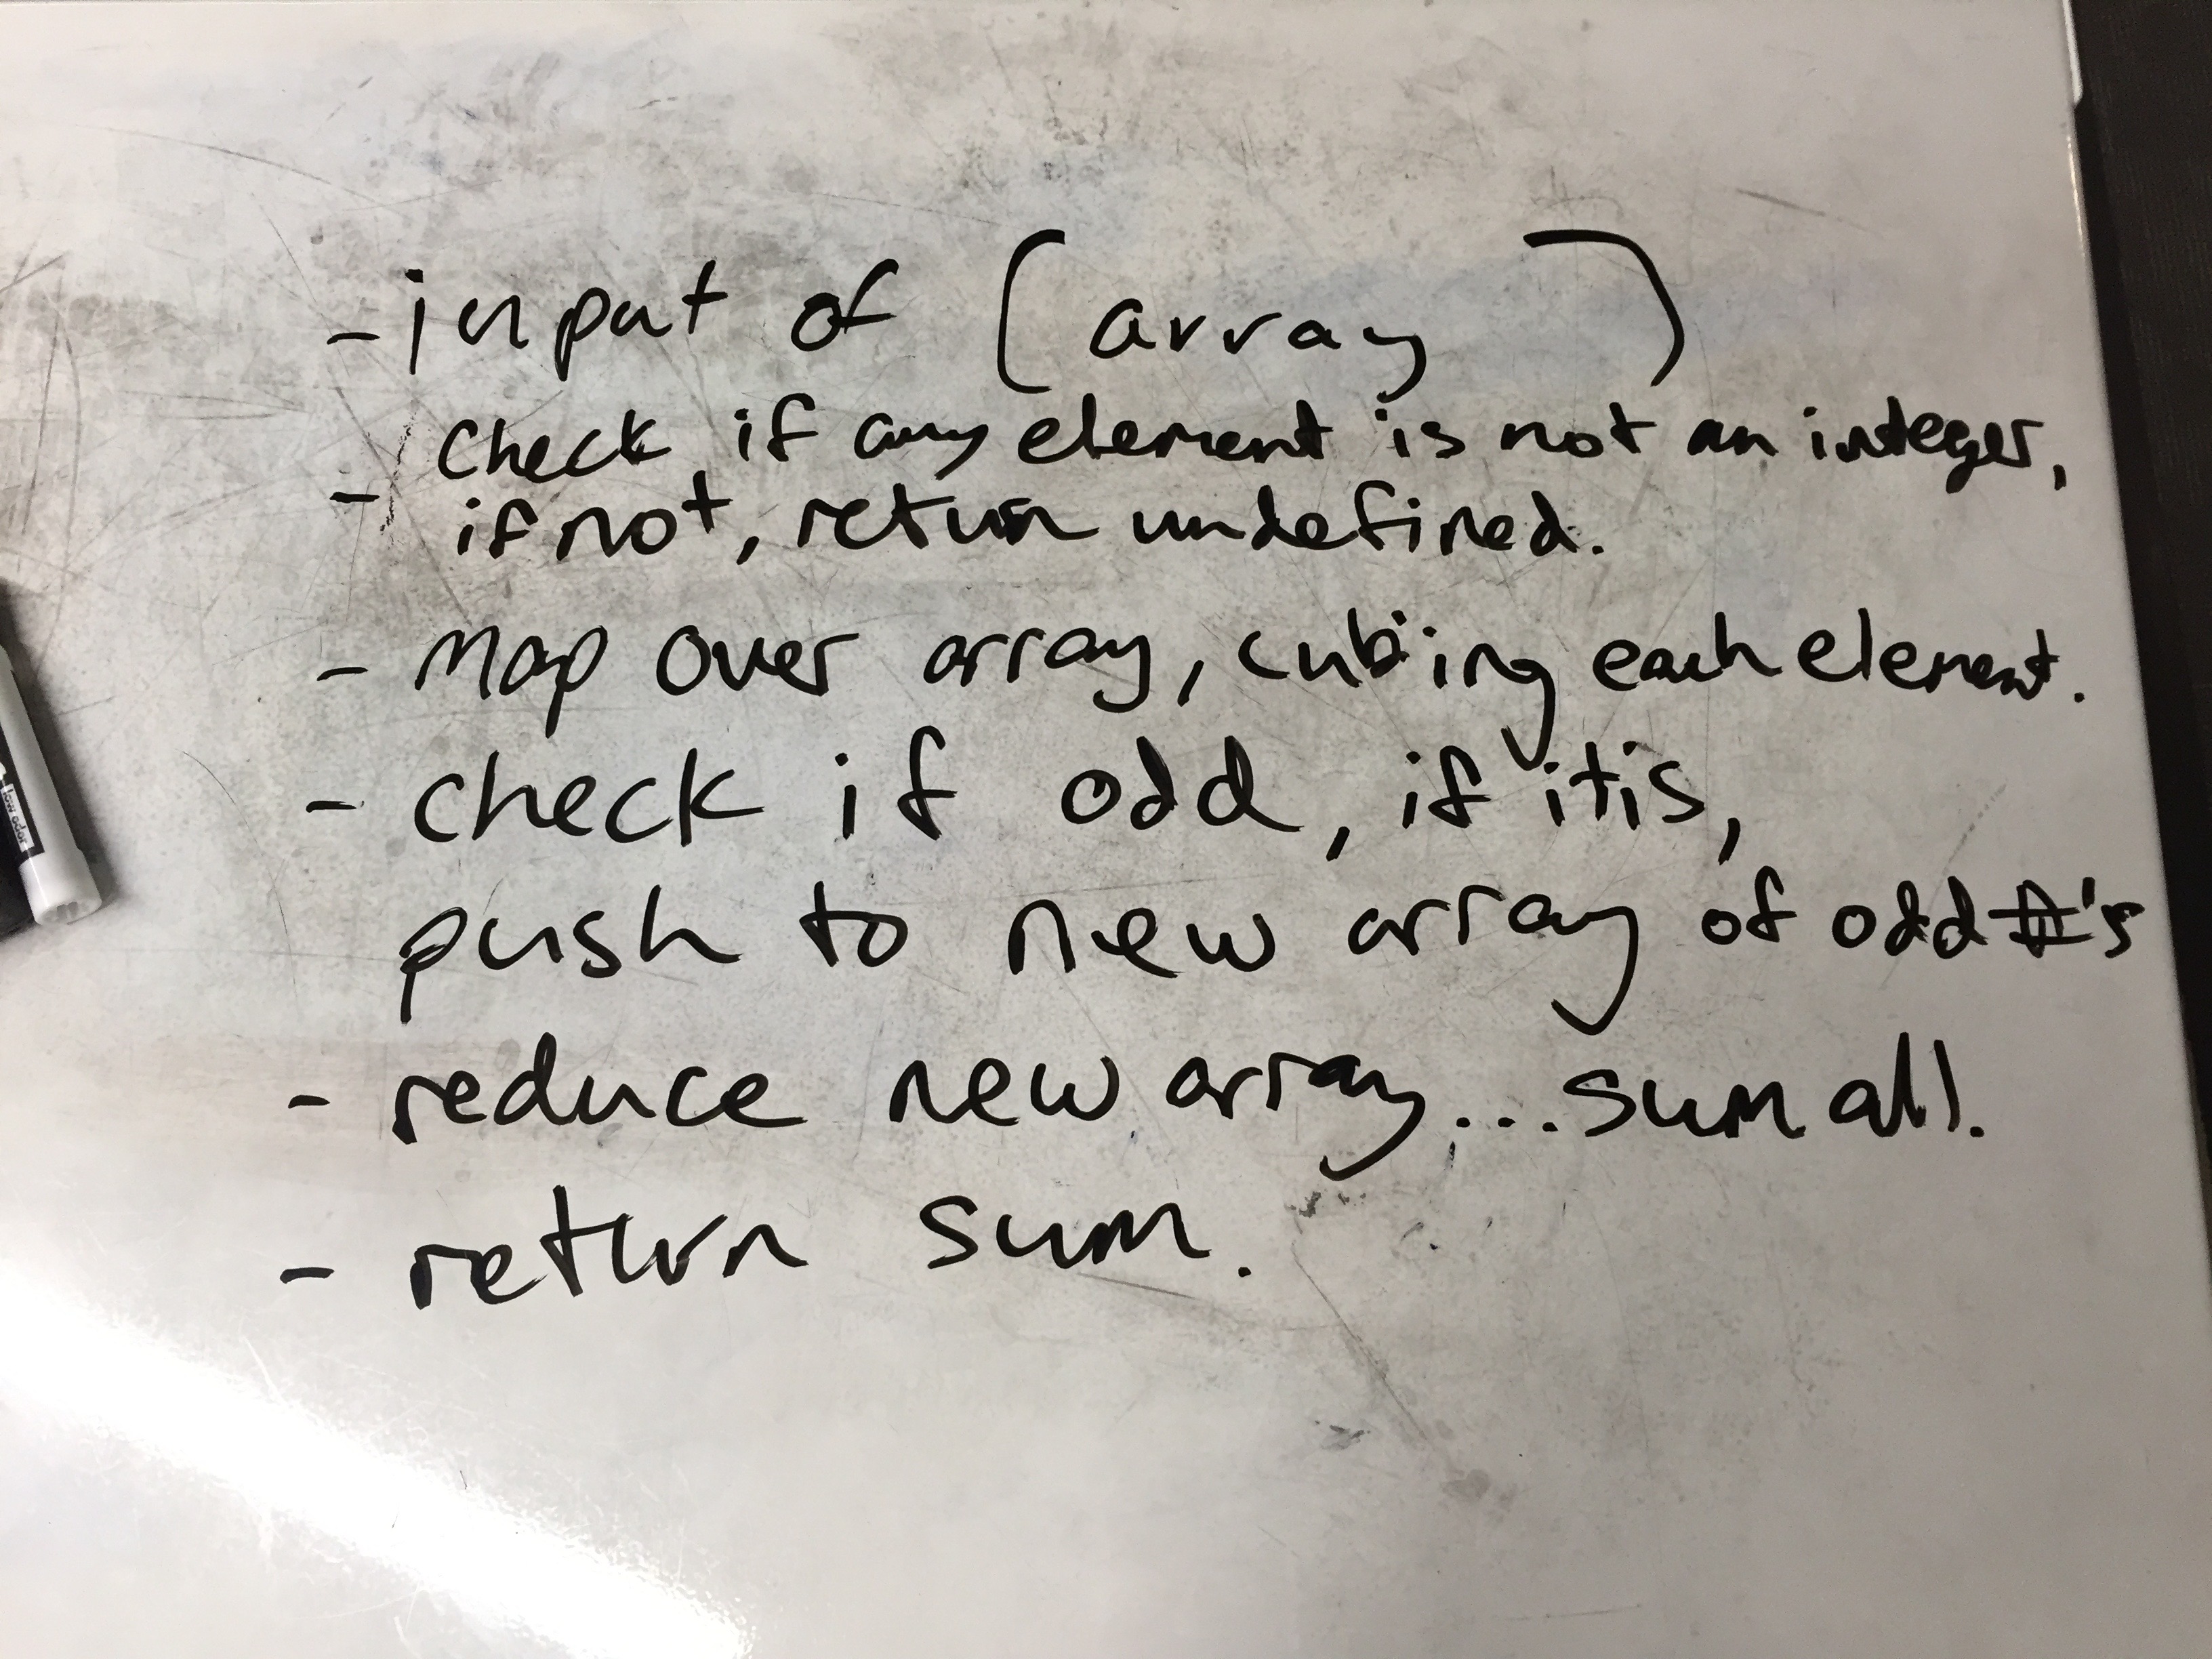 - input of (array)
- check if any element is not an integer,
if not, return undefined.
- Map over array, cubing each element.
- check if odd, if it is,
push to new array of odd #'s
- reduce new array...sum all.
- return sum.
low odor